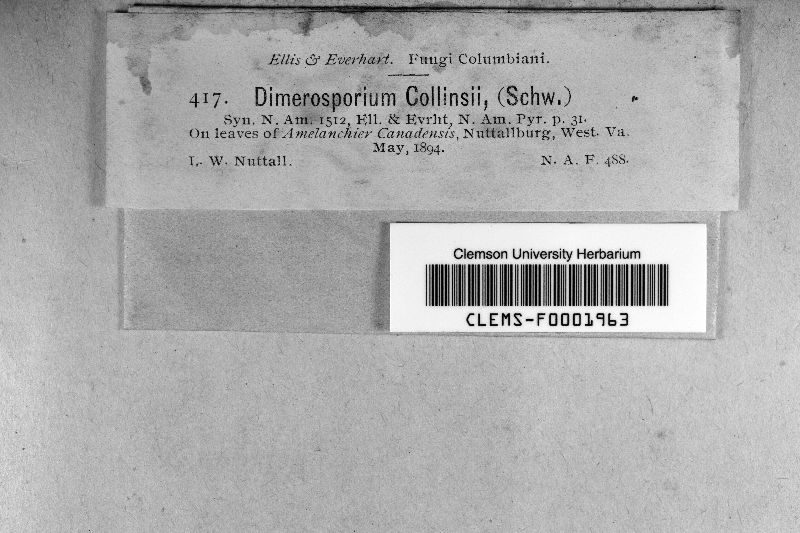 Ellis & Everhart. Fungi Columbiani.
417. Dimerosporium Collinsii, (Schw.)
Syn. N. Am. 1512, Ell. & Evrht, N. Am. Pyr. p. 31.
On leaves of Amelanchier Canadensis, Nuttallburg, West. Va.
May, 1894.
L. W. Nuttall. N. A. F. 488.
Clemson University Herbarium
CLEMS-F0001963